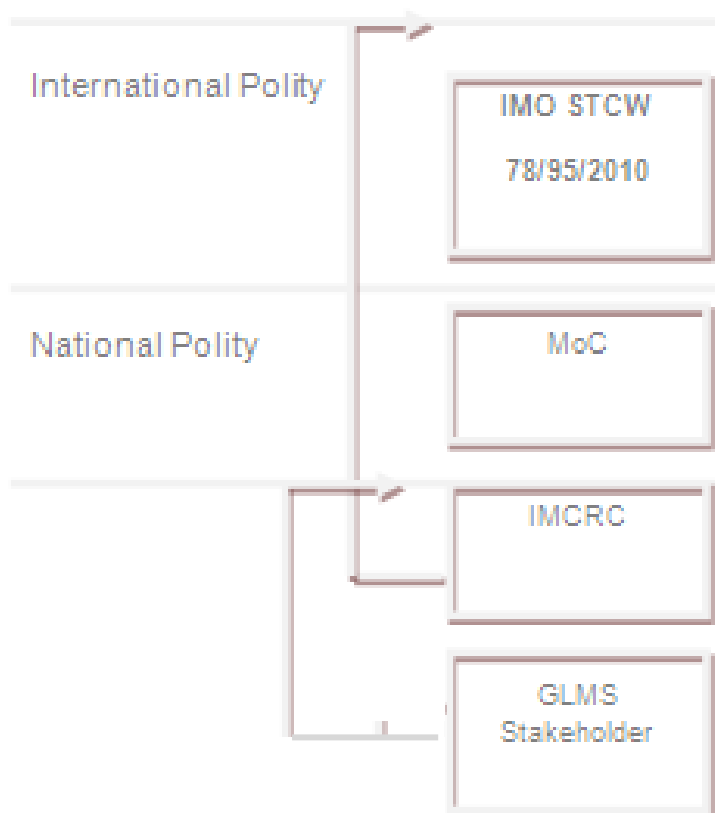 International Polity
IMO STCW
78/95/2010
National Polity
MoC
IMCRC
GLMS
Stakeholder